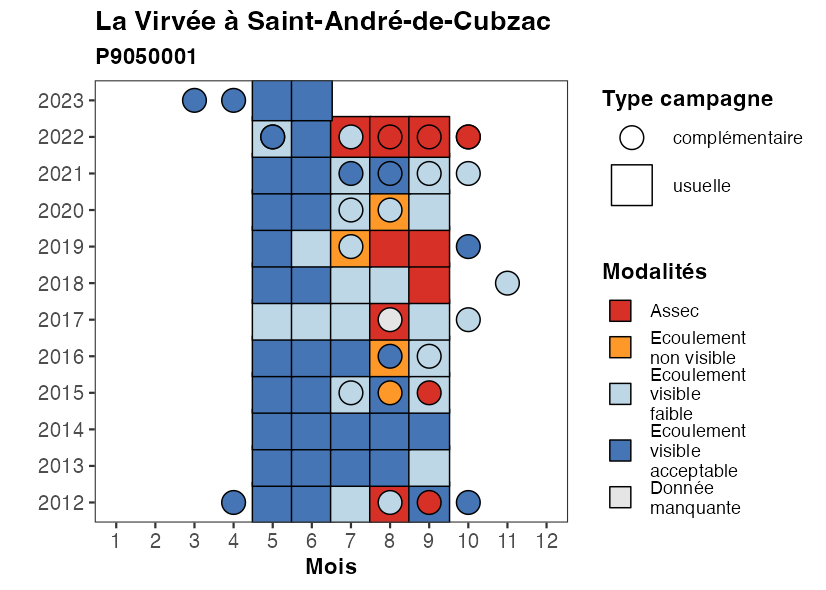 La Virvée à Saint-André-de-Cubzac
P9050001
2023
2022
2021
2020
2019
2018
2017
2016
2015
2014
2013
2012
1 2 3 4 5 6 7 8 9 10 11 12
Mois
Type campagne
complémentaire
usuelle
Modalités
Assec
Ecoulement
non visible
Ecoulement
visible
faible
Ecoulement
visible
acceptable
Donnée
manquante